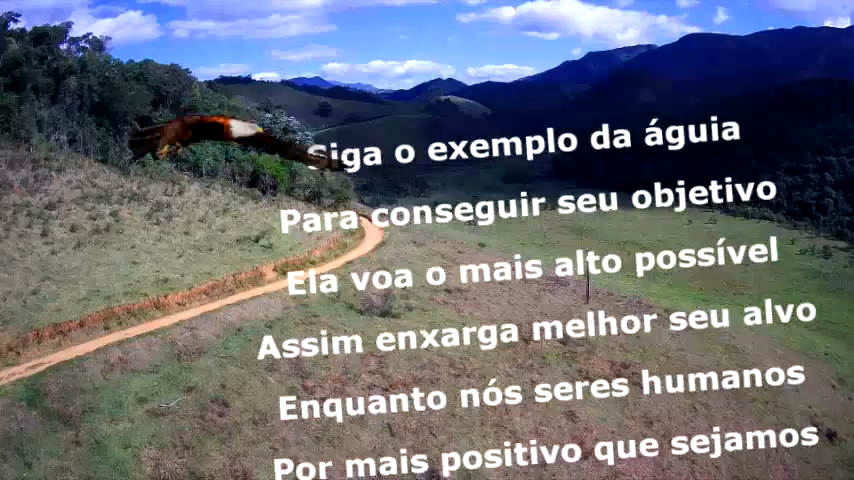 Siga o exemplo da águia
Para conseguir seu objetivo
Ela voa o mais alto possível
Assim enxarga melhor seu alvo
Enquanto nós seres humanos
Por mais positivo que sejamos